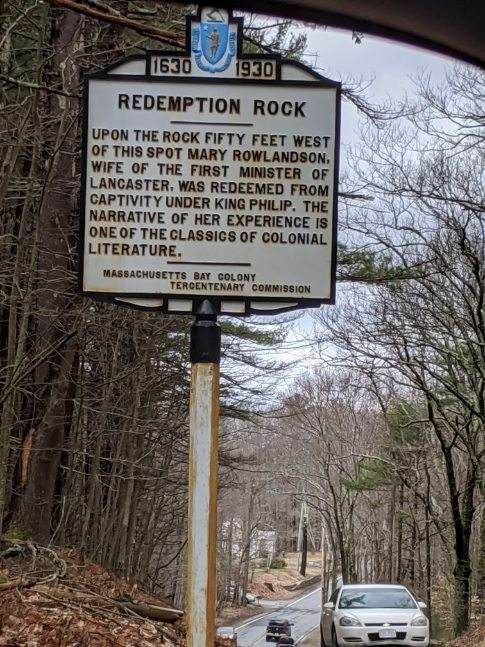 1630 1930
REDEMPTION ROCK
UPON THE ROCK FIFTY FEET WEST
OF THIS SPOT MARY ROWLANDSON,
WIFE OF THE FIRST MINISTER OF
LANCASTER, WAS REDEEMED FROM
CAPTIVITY UNDER KING PHILIP. THE
NARRATIVE OF HER EXPERIENCE IS
ONE OF THE CLASSICS OF COLONIAL
LITERATURE.
MASSACHUSETTS BAY COLONY
TERCENTENARY COMMISSION